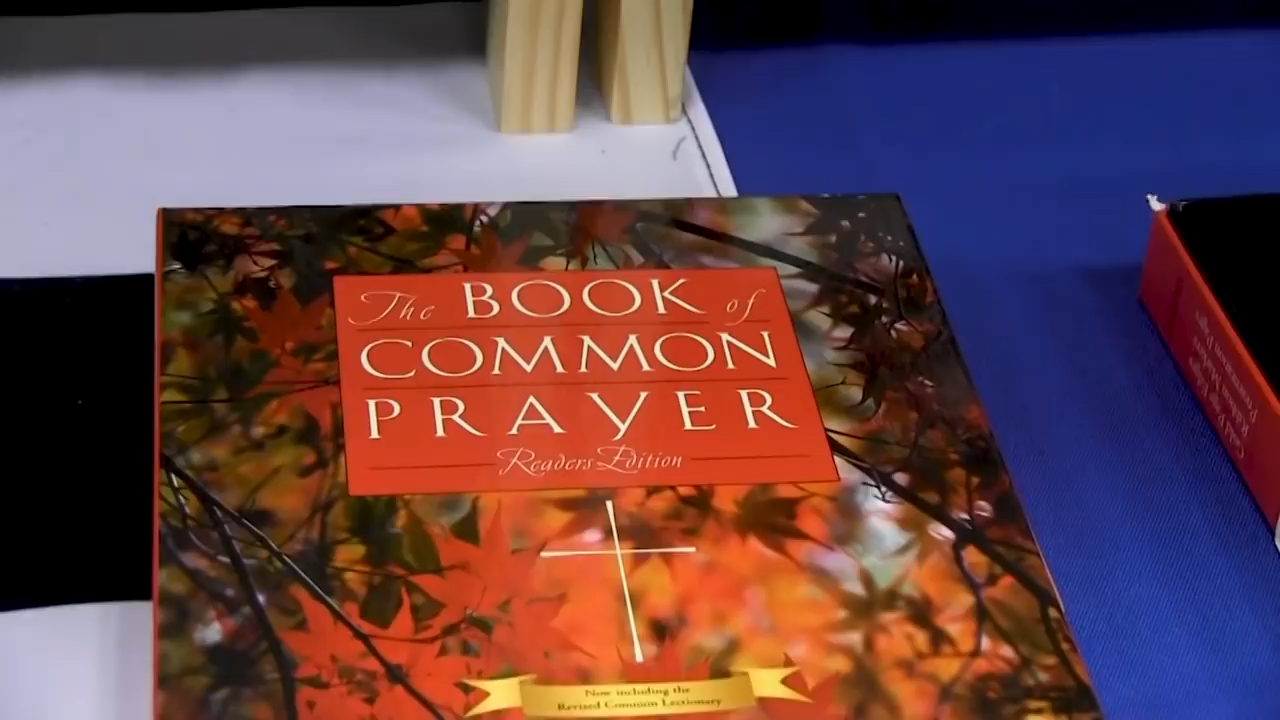 The BOOK of
COMMON
PRAYER
Readers Edition
Now including the
Revised Common Lectionary